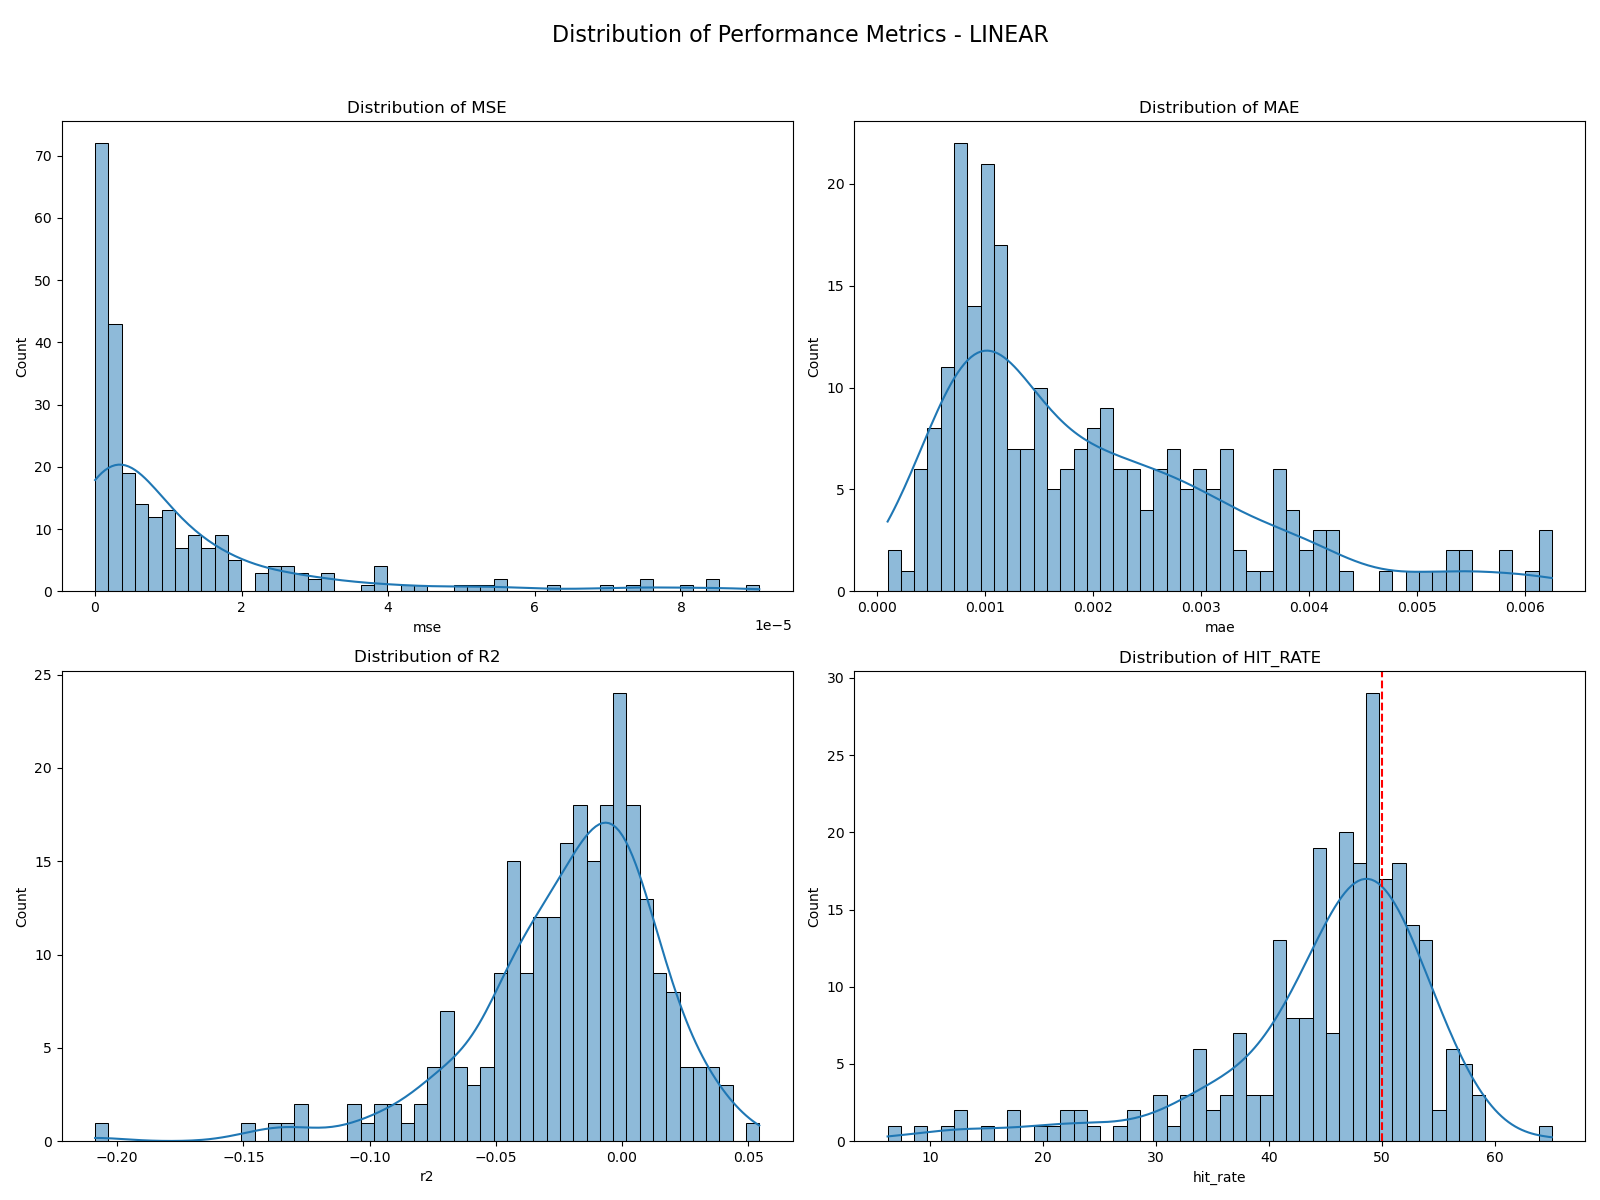 Distribution of Performance Metrics - LINEAR
Distribution of MSE
Count
70
60
50
40
30
20
10
0
0 2 4 6 8
1e−5
mse
Distribution of MAE
Count
20
15
10
5
0
0.000 0.001 0.002 0.003 0.004 0.005 0.006
mae
Distribution of R2
Count
25
20
15
10
5
0
−0.20 −0.15 −0.10 −0.05 0.00 0.05
r2
Distribution of HIT_RATE
Count
30
25
20
15
10
5
0
10 20 30 40 50 60
hit_rate